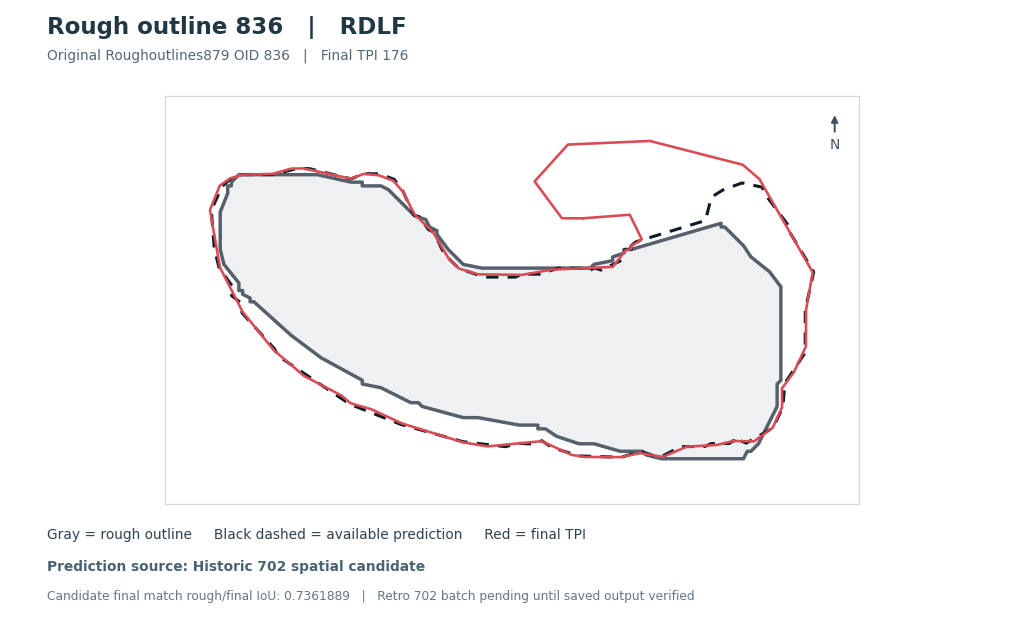 Rough outline 836   |   RDLF
Original Roughoutlines879 OID 836   |   Final TPI 176
N
Gray = rough outline     Black dashed = available prediction     Red = final TPI
Prediction source: Historic 702 spatial candidate
Candidate final match rough/final IoU: 0.7361889   |   Retro 702 batch pending until saved output verified